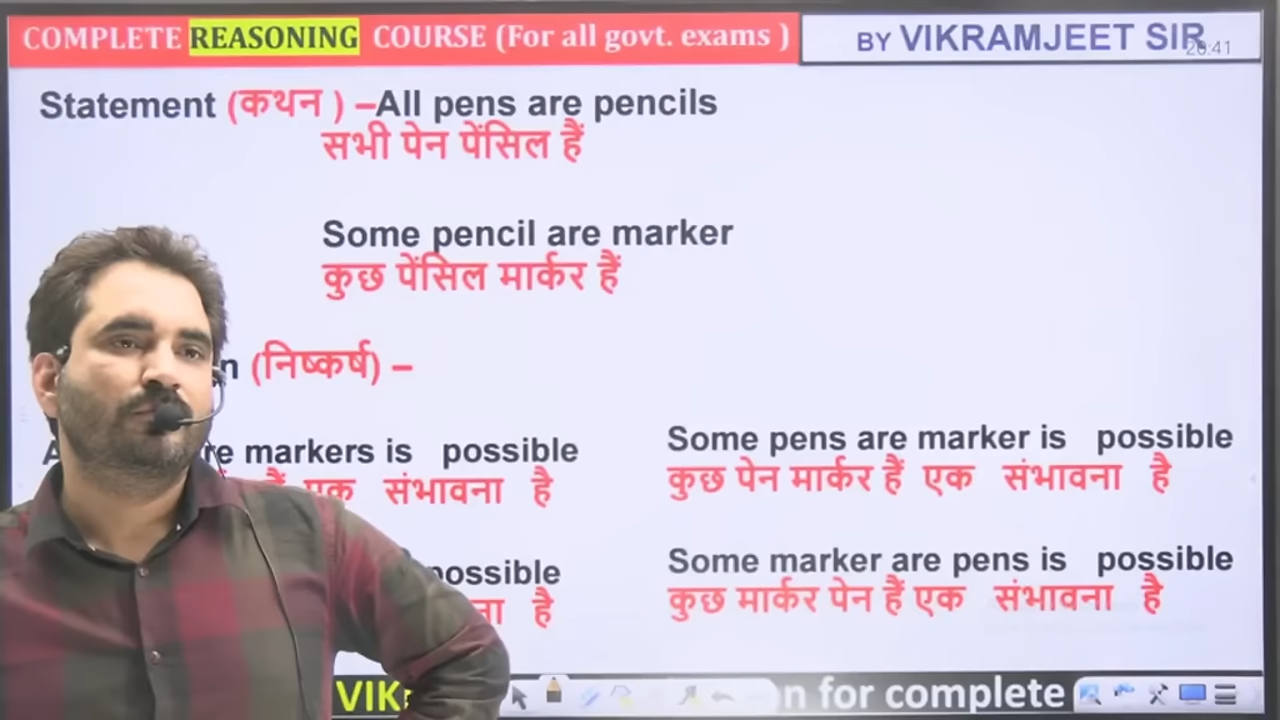 COMPLETE REASONING COURSE (For all govt. exams )
BY VIKRAMJEET SIR
20:41
Statement (कथन ) –All pens are pencils
सभी पेन पेंसिल हैं
Some pencil are marker
कुछ पेंसिल मार्कर हैं
(निष्कर्ष) –
markers is possible
हैं एक संभावना है
Some pens are marker is possible
कुछ पेन मार्कर हैं एक संभावना है
possible
है
Some marker are pens is possible
कुछ मार्कर पेन हैं एक संभावना है
for complete